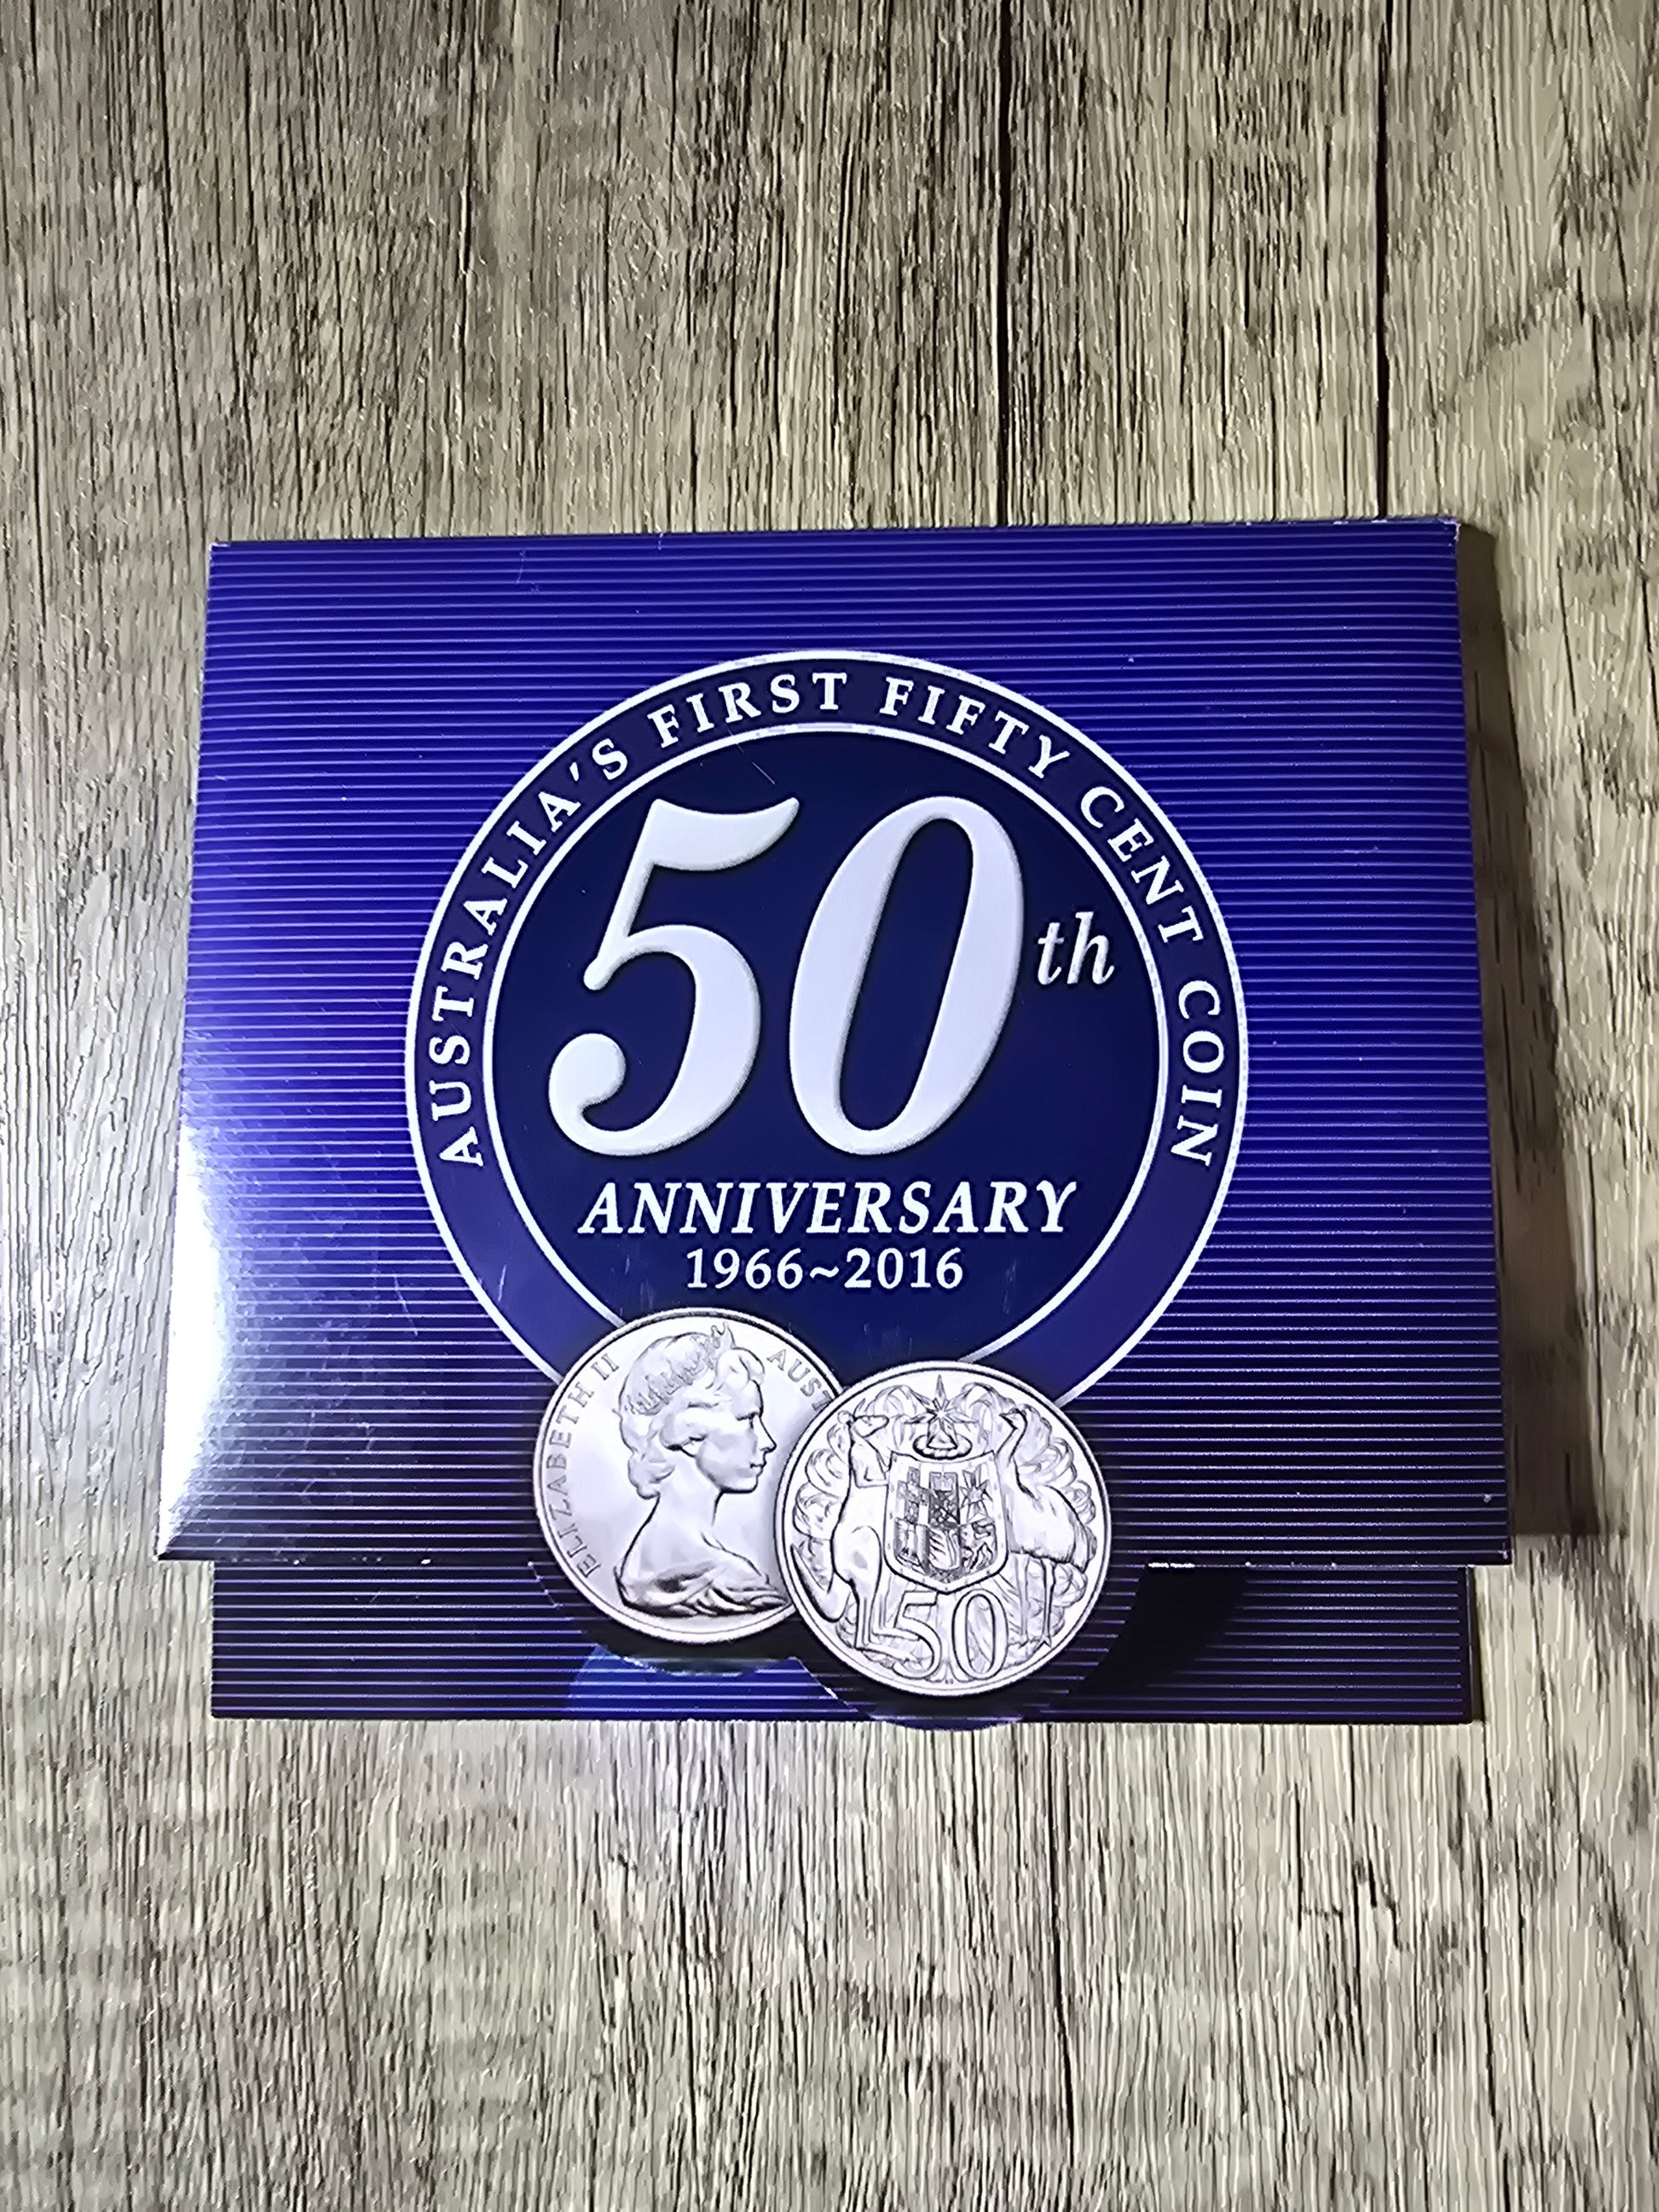 AUSTRALIA'S FIRST FIFTY CENT COIN
50th
ANNIVERSARY
1966~2016
ELIZABETH II
50